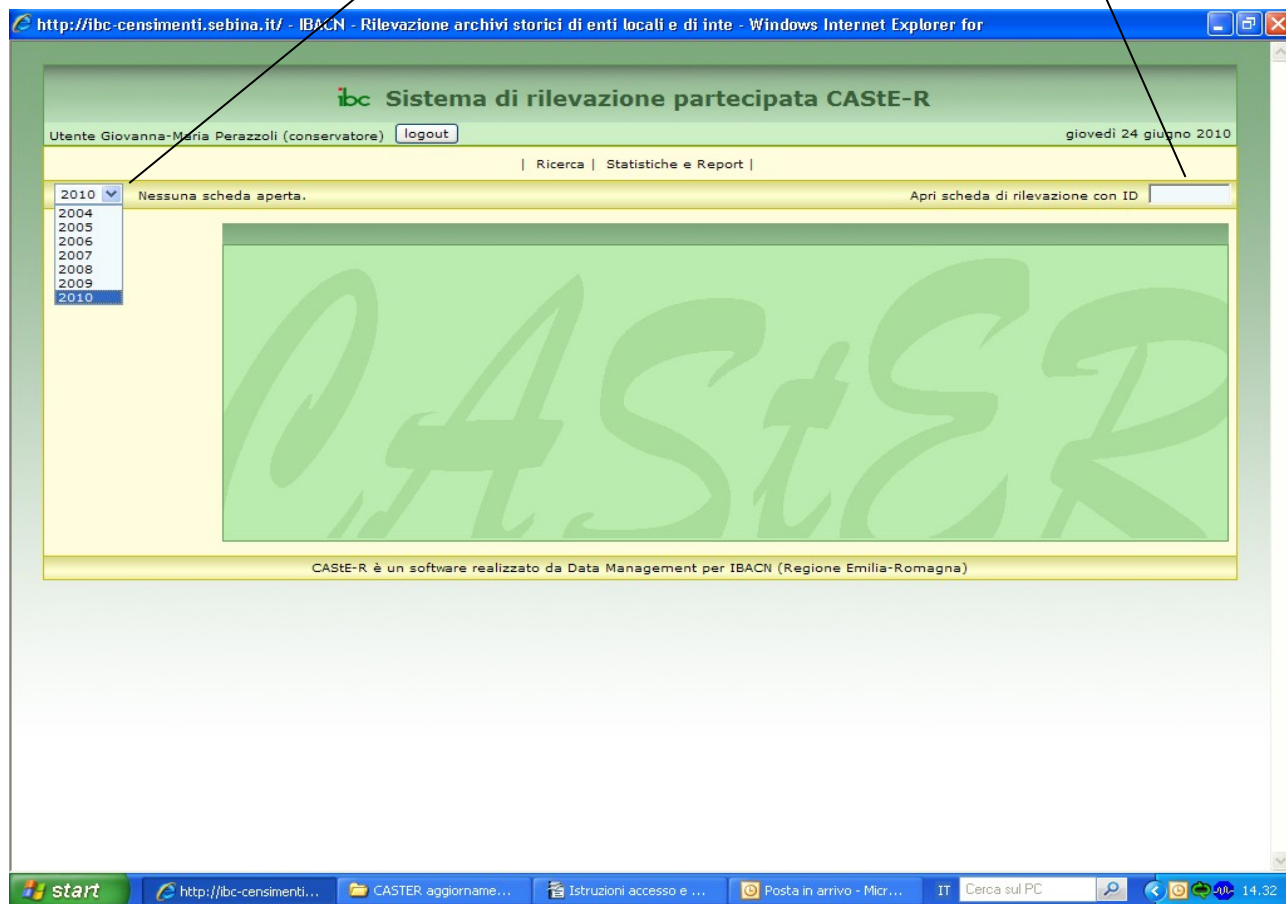 http://ibc-censimenti.sebina.it/ - IBACN - Rilevazione archivi storici di enti locali e di inte - Windows Internet Explorer for
ibc Sistema di rilevazione partecipata CAStE-R
Utente Giovanna-Maria Perazzoli (conservatore) logout giovedì 24 giugno 2010
| Ricerca | Statistiche e Report |
2010 Nessuna scheda aperta. Apri scheda di rilevazione con ID
2004
2005
2006
2007
2008
2009
2010
CAStER
CAStE-R è un software realizzato da Data Management per IBACN (Regione Emilia-Romagna)
start http://ibc-censimenti... CASTER aggiorname... Istruzioni accesso e ... Posta in arrivo - Micr... IT Cerca sul PC 14.32